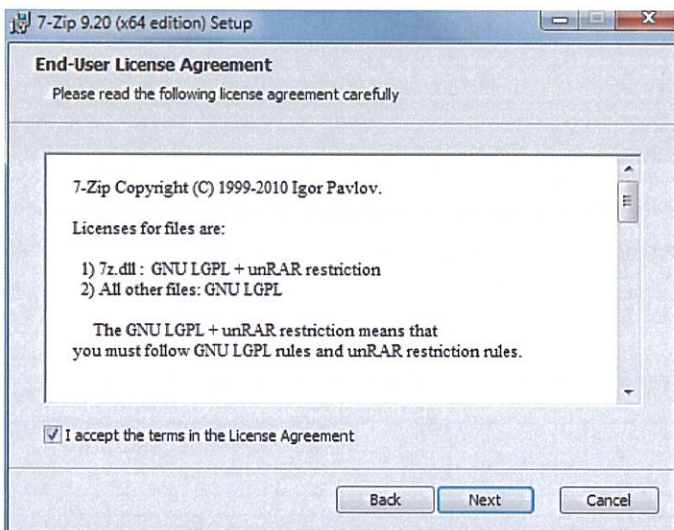 7-Zip 9.20 (x64 edition) Setup
End-User License Agreement
Please read the following license agreement carefully
7-Zip Copyright (C) 1999-2010 Igor Pavlov.
Licenses for files are:
1) 7z.dll : GNU LGPL + unRAR restriction
2) All other files: GNU LGPL
The GNU LGPL + unRAR restriction means that
you must follow GNU LGPL rules and unRAR restriction rules.
I accept the terms in the License Agreement
Back
Next
Cancel